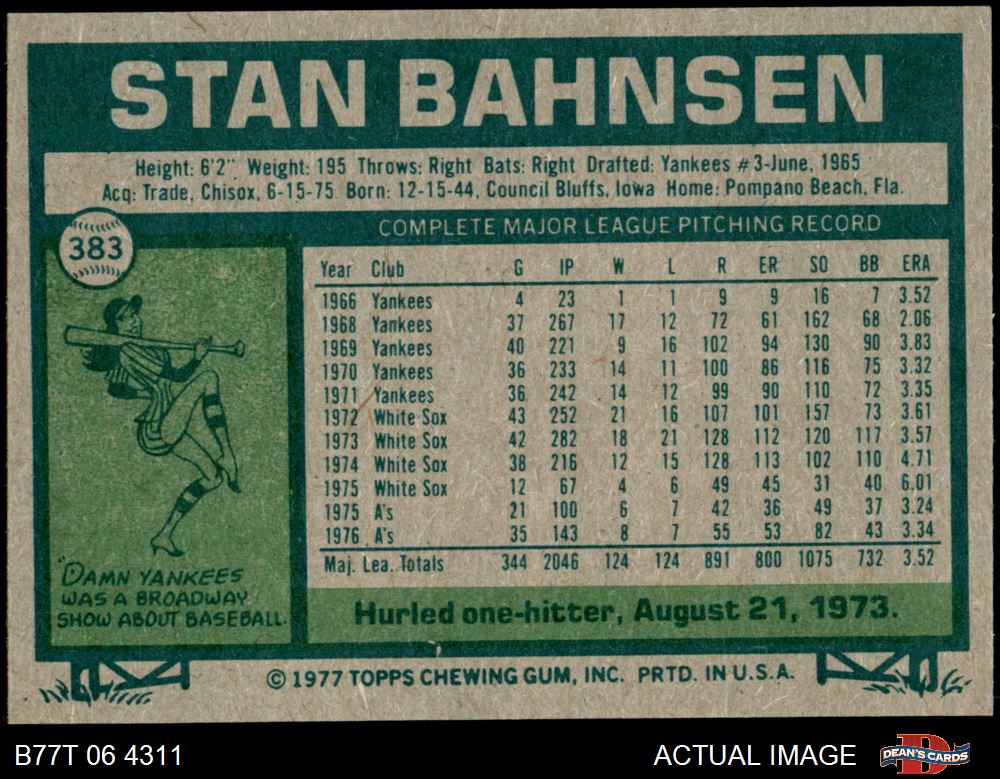 STAN BAHNSEN
Height: 6'2" Weight: 195 Throws: Right Bats: Right Drafted: Yankees #3-June, 1965
Acq: Trade, Chisox, 6-15-75 Born: 12-15-44, Council Bluffs, Iowa Home: Pompano Beach, Fla.
383
COMPLETE MAJOR LEAGUE PITCHING RECORD
Year Club G IP W L R ER SO BB ERA
1966 Yankees 4 23 1 1 9 9 16 7 3.52
1968 Yankees 37 267 17 12 72 61 162 68 2.06
1969 Yankees 40 221 9 16 102 94 130 90 3.83
1970 Yankees 36 233 14 11 100 86 116 75 3.32
1971 Yankees 36 242 14 12 99 90 110 72 3.35
1972 White Sox 43 252 21 16 107 101 157 73 3.61
1973 White Sox 42 282 18 21 128 112 120 117 3.57
1974 White Sox 38 216 12 15 128 113 102 110 4.71
1975 White Sox 12 67 4 6 49 45 31 40 6.01
1975 A's 21 100 6 7 42 36 49 37 3.24
1976 A's 35 143 8 7 55 53 82 43 3.34
Maj. Lea. Totals 344 2046 124 124 891 800 1075 732 3.52
"DAMN YANKEES
WAS A BROADWAY
SHOW ABOUT BASEBALL.
Hurled one-hitter, August 21, 1973.
© 1977 TOPPS CHEWING GUM, INC. PRTD. IN U.S.A.
B77T 06 4311
ACTUAL IMAGE
DEAN'S CARDS